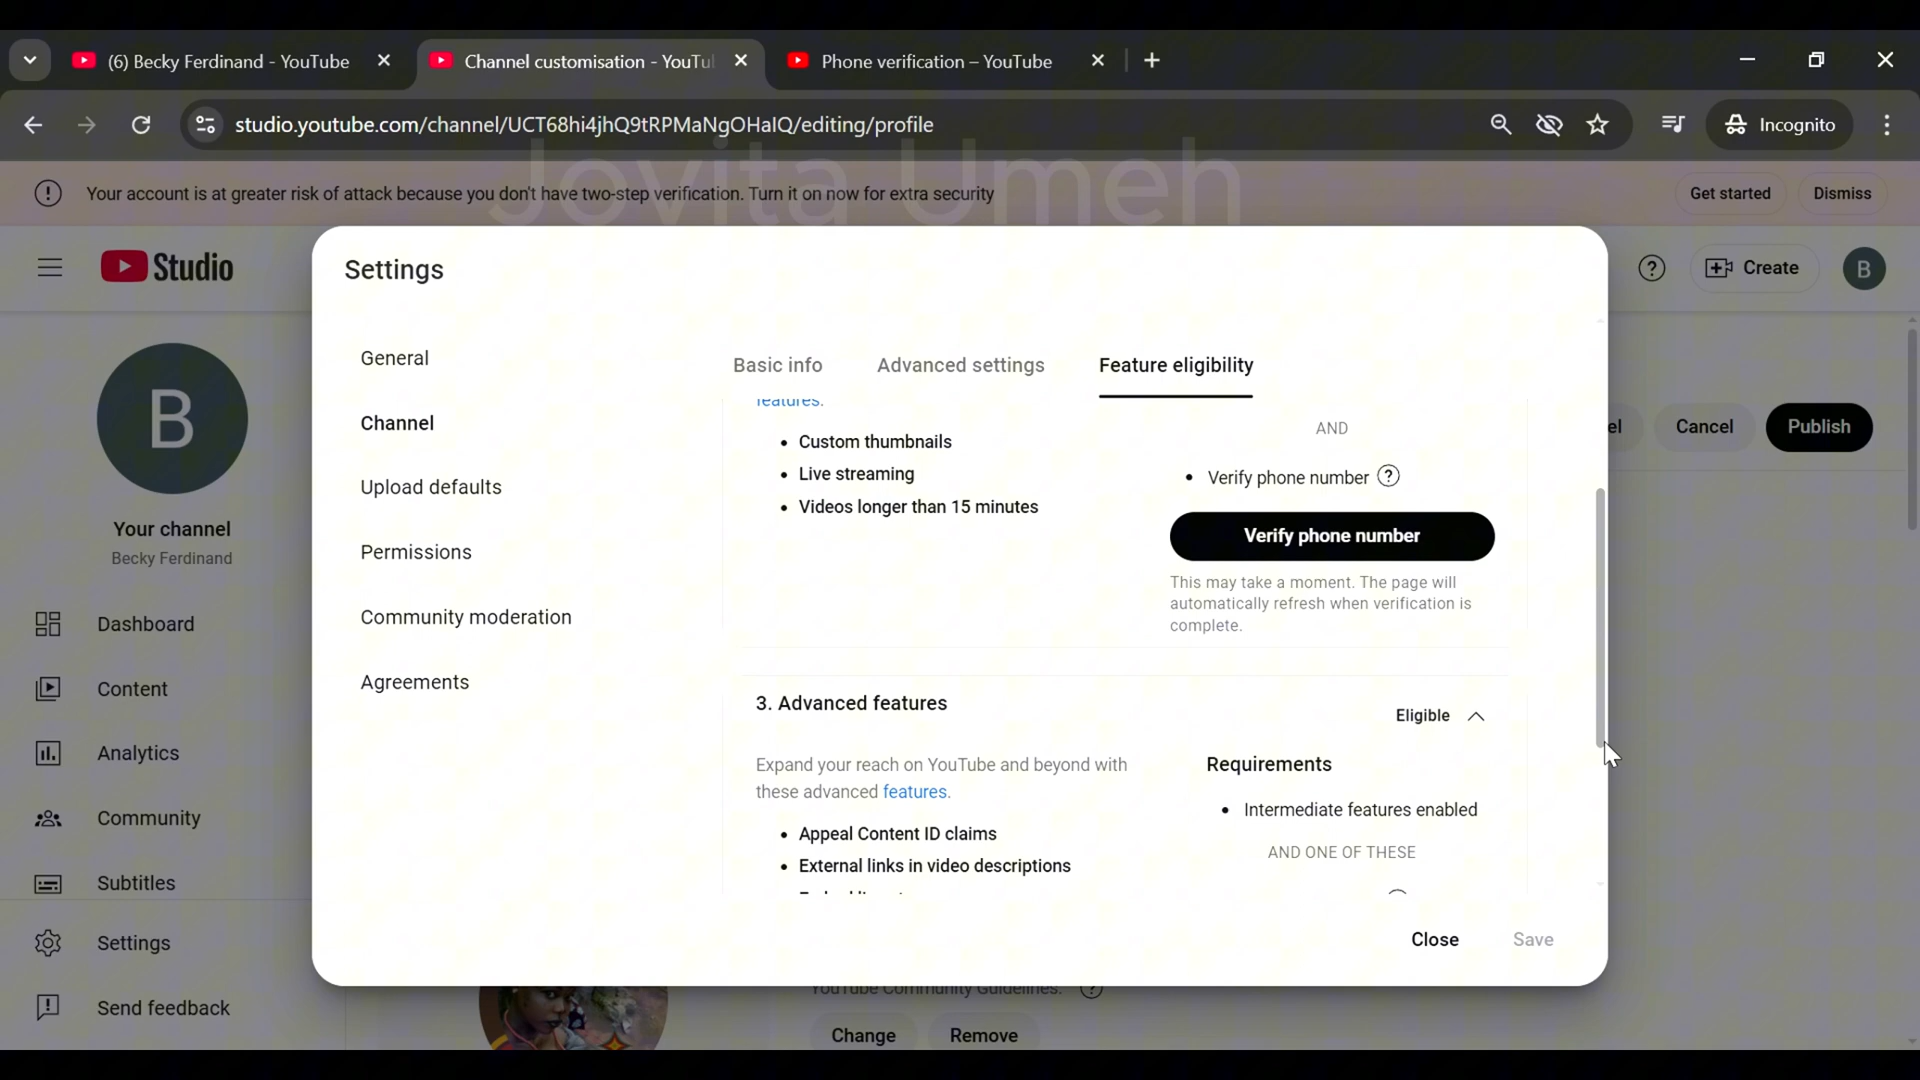 (6) Becky Ferdinand - YouTube
Channel customisation - YouTu
Phone verification – YouTube
studio.youtube.com/channel/UCT68hi4jhQ9tRPMaNgOHaIQ/editing/profile
Incognito
Jovita Umeh
Your account is at greater risk of attack because you don't have two-step verification. Turn it on now for extra security
Get started
Dismiss
Studio
Settings
Create
B
General
Basic info
Advanced settings
Feature eligibility
features.
Channel
AND
Cancel
Publish
B
Custom thumbnails
Live streaming
Verify phone number
Upload defaults
Videos longer than 15 minutes
Your channel
Becky Ferdinand
Verify phone number
Permissions
This may take a moment. The page will
automatically refresh when verification is
complete.
Dashboard
Community moderation
Content
Agreements
3. Advanced features
Eligible
Analytics
Expand your reach on YouTube and beyond with
these advanced features.
Requirements
Intermediate features enabled
Community
Appeal Content ID claims
AND ONE OF THESE
External links in video descriptions
Subtitles
Settings
Close
Save
YouTube Community Guidelines.
Send feedback
Change
Remove